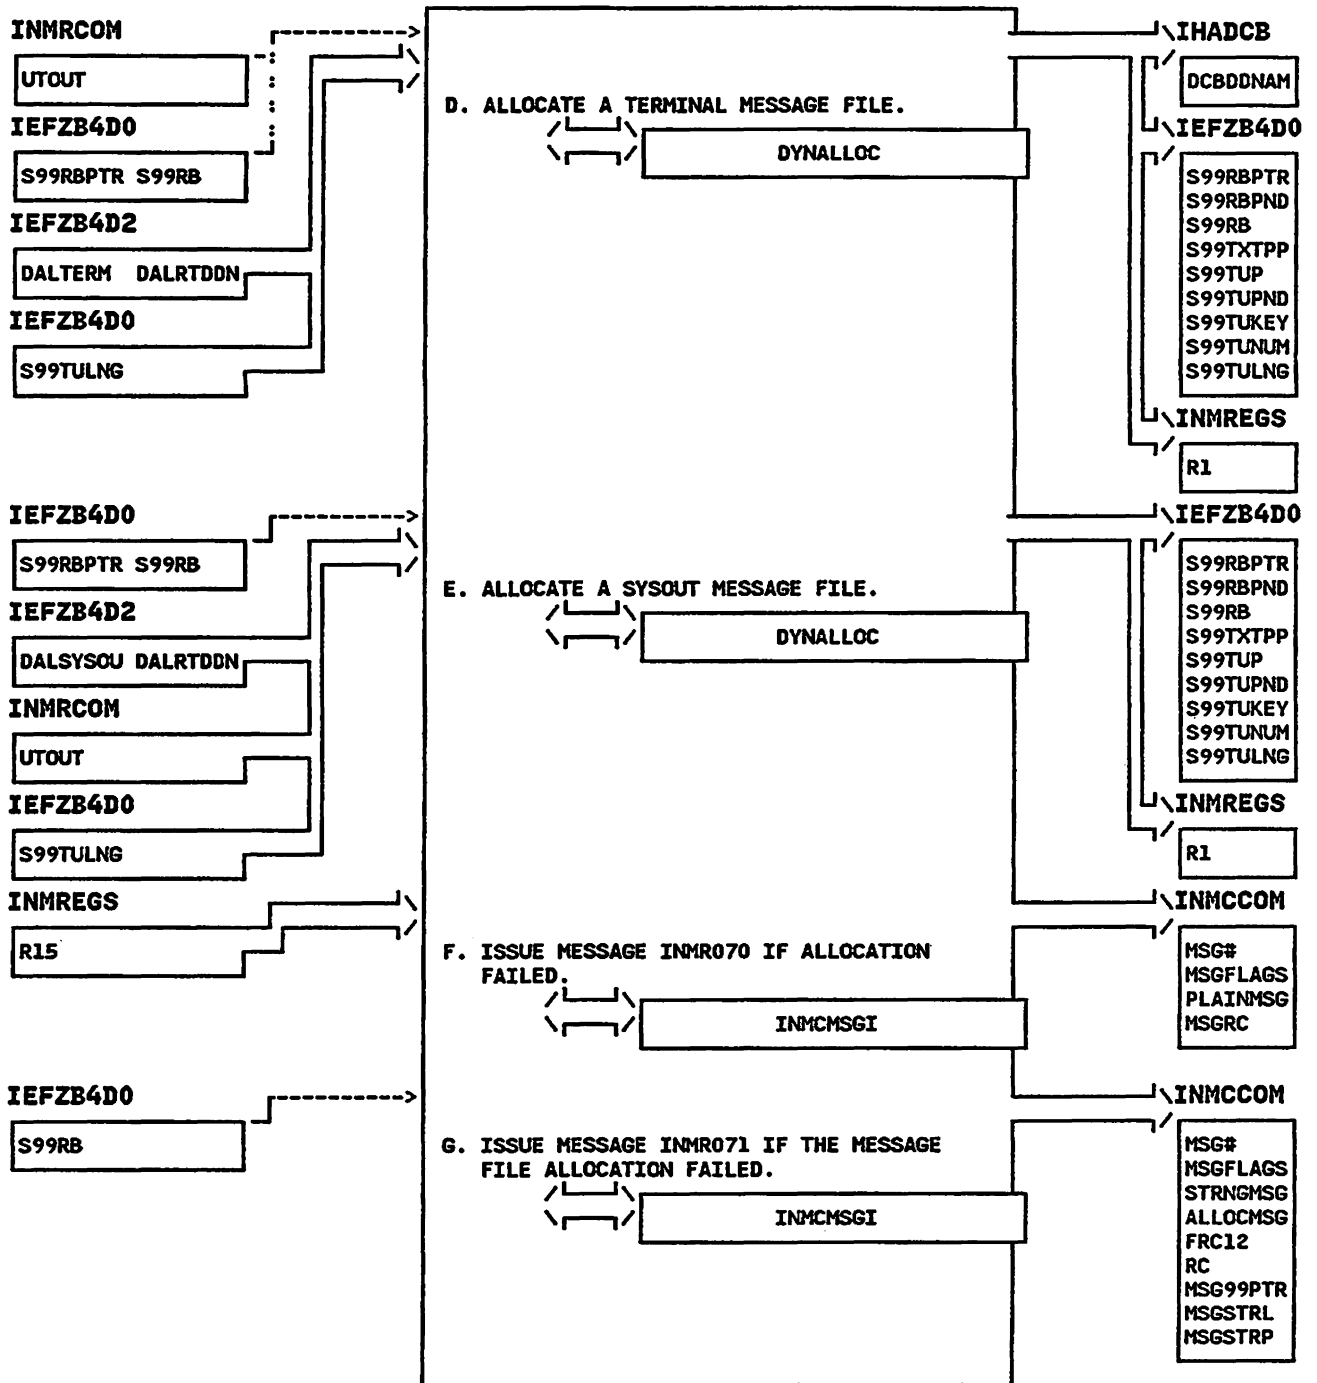 INMRCOM
UTOUT
IEFZB4D0
S99RBPTR S99RB
IEFZB4D2
DALTERM DALRTDDN
IEFZB4D0
S99TULNG
D. ALLOCATE A TERMINAL MESSAGE FILE.
DYNALLOC
IHADCB
DCBDDNAM
IEFZB4D0
S99RBPTR
S99RBPND
S99RB
S99TXTPP
S99TUP
S99TUPND
S99TUKEY
S99TUNUM
S99TULNG
INMREGS
R1
IEFZB4D0
S99RBPTR S99RB
IEFZB4D2
DALSYSOU DALRTDDN
INMRCOM
UTOUT
IEFZB4D0
S99TULNG
E. ALLOCATE A SYSOUT MESSAGE FILE.
DYNALLOC
IEFZB4D0
S99RBPTR
S99RBPND
S99RB
S99TXTPP
S99TUP
S99TUPND
S99TUKEY
S99TUNUM
S99TULNG
INMREGS
R1
INMREGS
R15
F. ISSUE MESSAGE INMR070 IF ALLOCATION
FAILED.
INMCMSGI
INMCCOM
MSG#
MSGFLAGS
PLAINMSG
MSGRC
IEFZB4D0
S99RB
G. ISSUE MESSAGE INMR071 IF THE MESSAGE
FILE ALLOCATION FAILED.
INMCMSGI
INMCCOM
MSG#
MSGFLAGS
STRNGMSG
ALLOCMSG
FRC12
RC
MSG99PTR
MSGSTRL
MSGSTRP